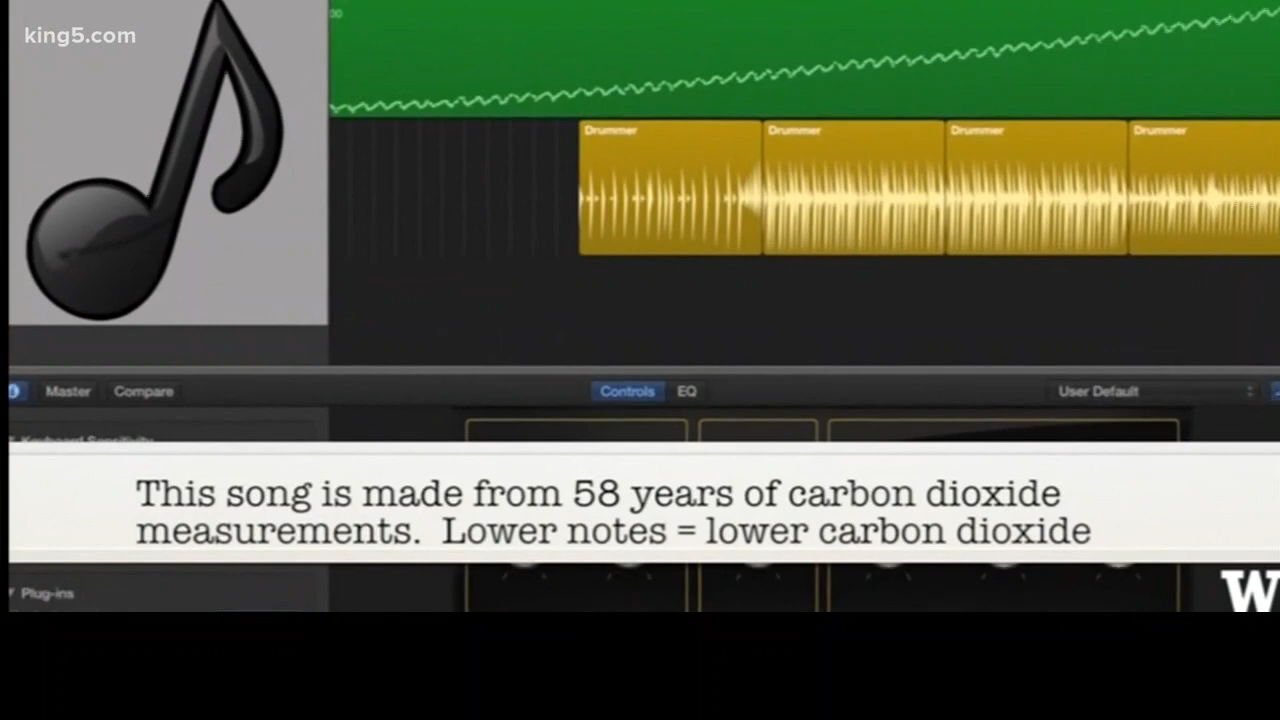 king5.com
Drummer
Drummer
Drummer
Drummer
Master
Compare
Controls
EQ
User Default
This song is made from 58 years of carbon dioxide
measurements. Lower notes = lower carbon dioxide
Plug-ins
W